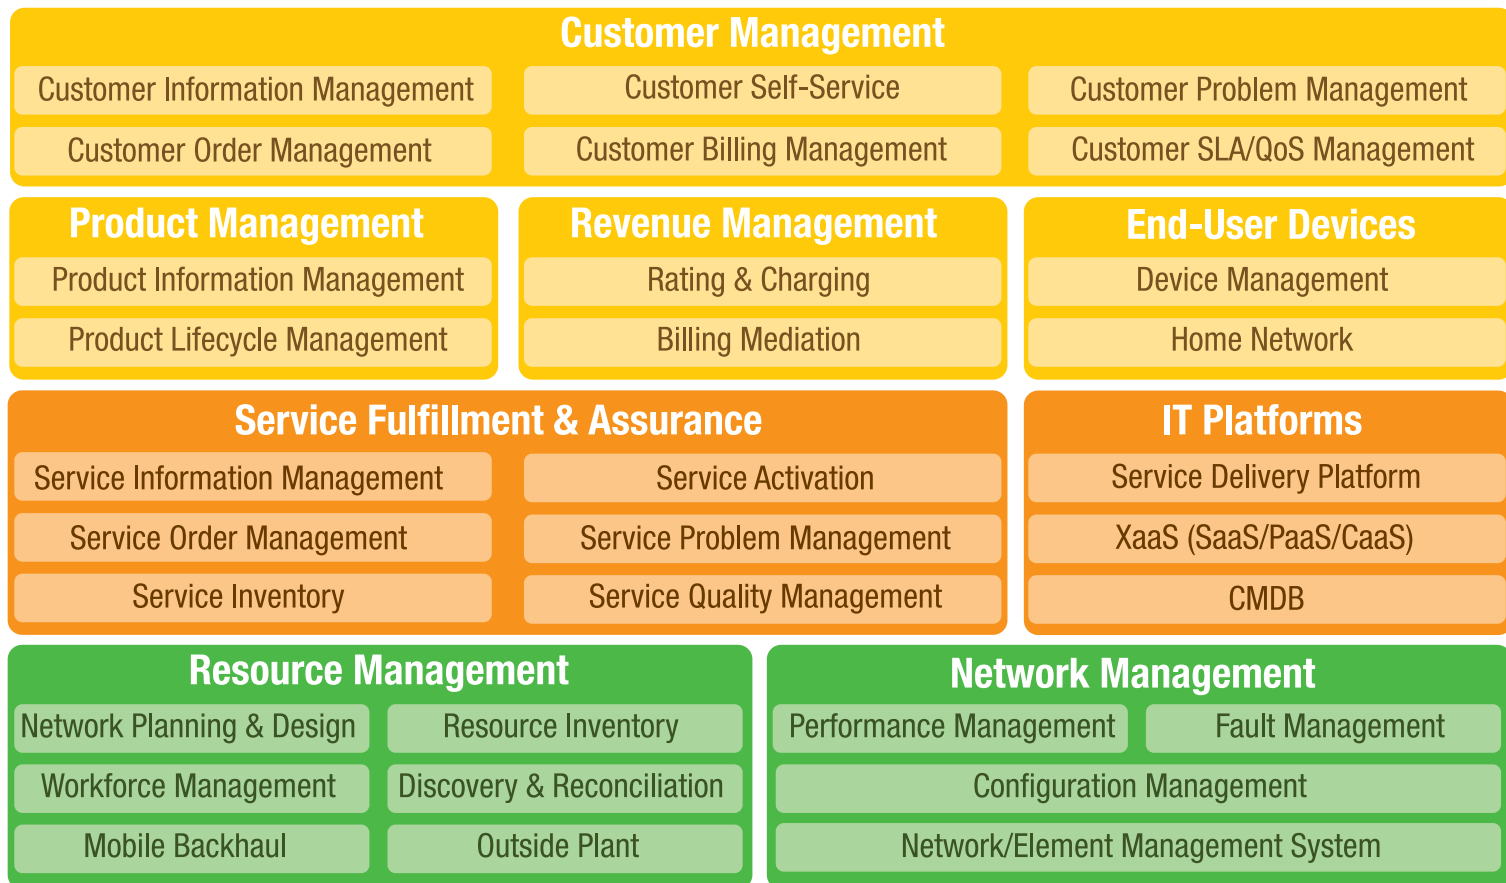 Customer Management
Customer Information Management
Customer Self-Service
Customer Problem Management
Customer Order Management
Customer Billing Management
Customer SLA/QoS Management
Product Management
Product Information Management
Product Lifecycle Management
Revenue Management
Rating & Charging
Billing Mediation
End-User Devices
Device Management
Home Network
Service Fulfillment & Assurance
Service Information Management
Service Activation
Service Order Management
Service Problem Management
Service Inventory
Service Quality Management
IT Platforms
Service Delivery Platform
XaaS (SaaS/PaaS/CaaS)
CMDB
Resource Management
Network Planning & Design
Resource Inventory
Workforce Management
Discovery & Reconciliation
Mobile Backhaul
Outside Plant
Network Management
Performance Management
Fault Management
Configuration Management
Network/Element Management System